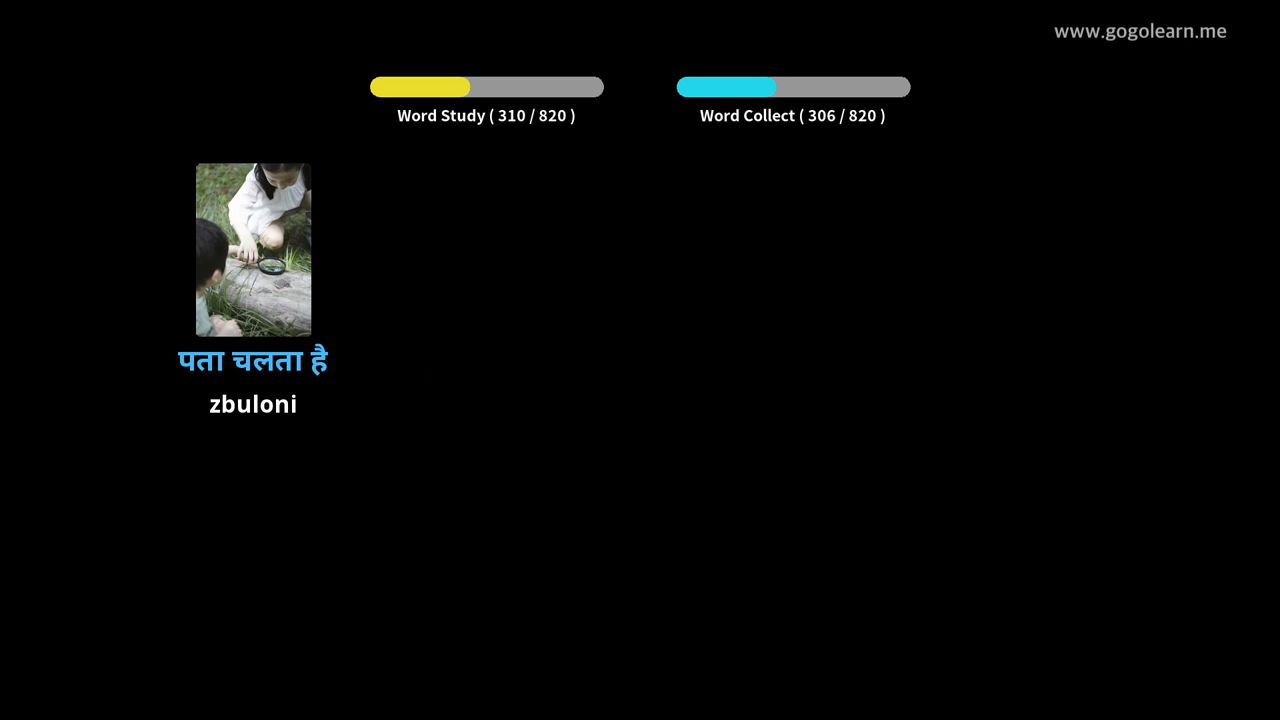 www.gogolearn.me
Word Study ( 310 / 820 )
Word Collect ( 306 / 820 )
पता चलता है
zbuloni